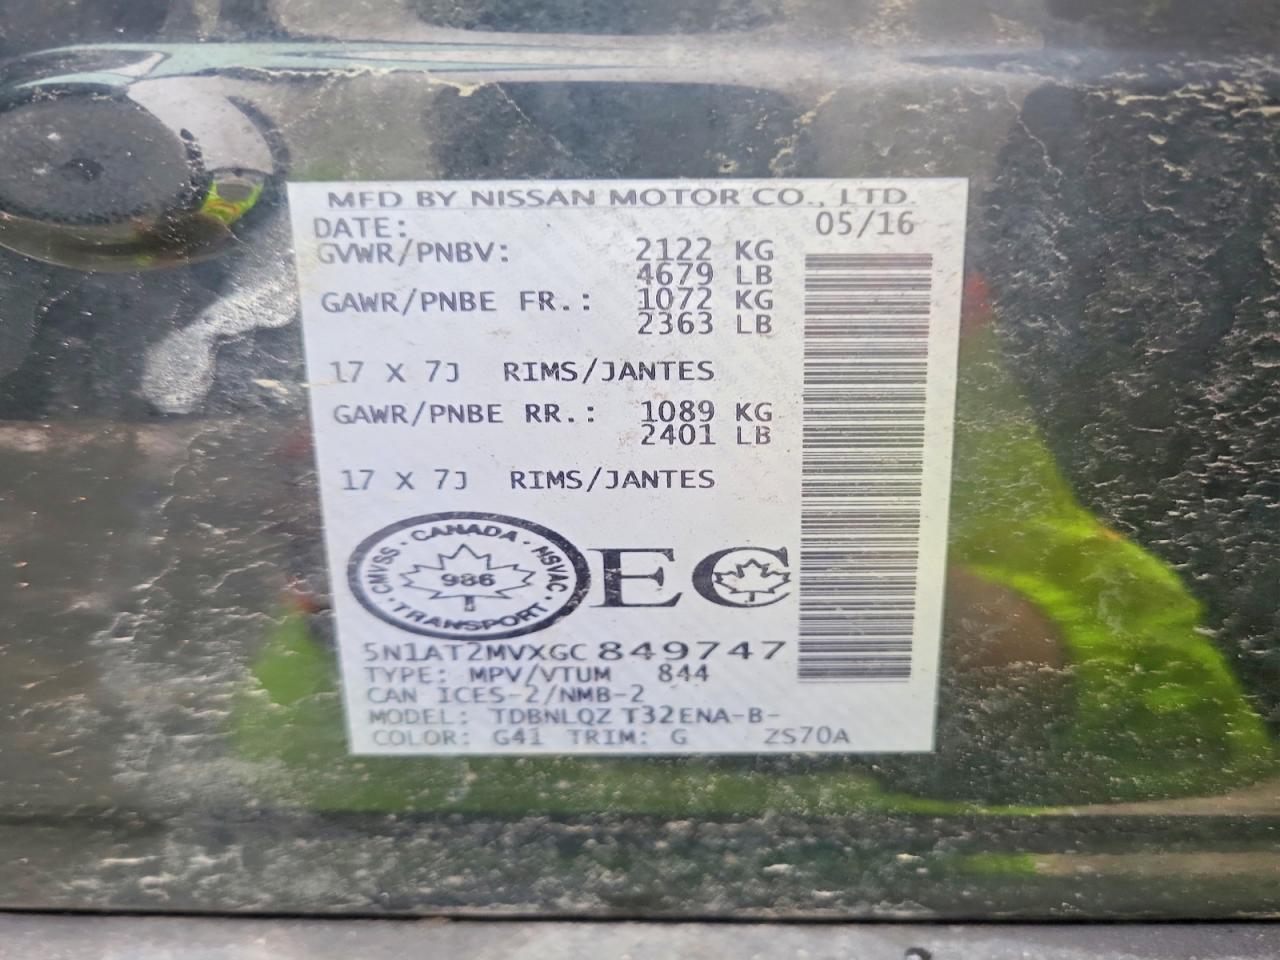 MFD BY NISSAN MOTOR CO., LTD.
DATE: 05/16
GVWR/PNBV: 2122 KG
4679 LB
GAWR/PNBE FR.: 1072 KG
2363 LB
17 X 7J RIMS/JANTES
GAWR/PNBE RR.: 1089 KG
2401 LB
17 X 7J RIMS/JANTES
CMVSS · CANADA · NSVAC · TRANSPORT ·
986
EC
5N1AT2MVXGC849747
TYPE: MPV/VTUM 844
CAN ICES-2/NMB-2
MODEL: TDBNLQZ T32ENA-B-
COLOR: G41 TRIM: G ZS70A